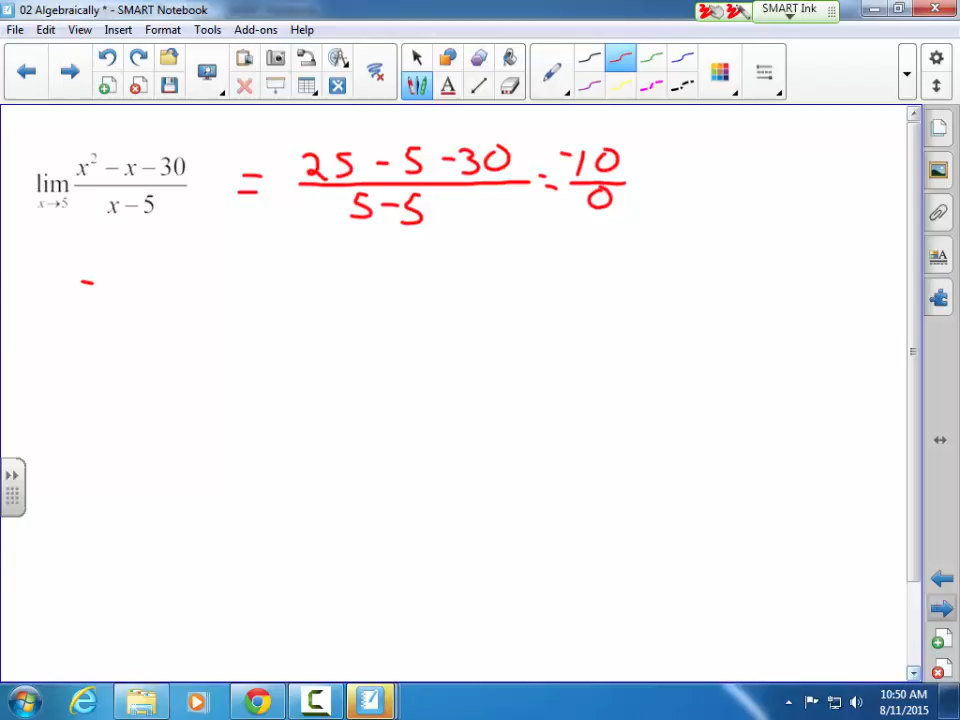 02 Algebraically * - SMART Notebook
SMART Ink
File Edit View Insert Format Tools Add-ons Help
lim x→5 (x² − x − 30)/(x − 5) = (25 - 5 - 30)/(5 - 5) = -10/0
-
10:50 AM
8/11/2015